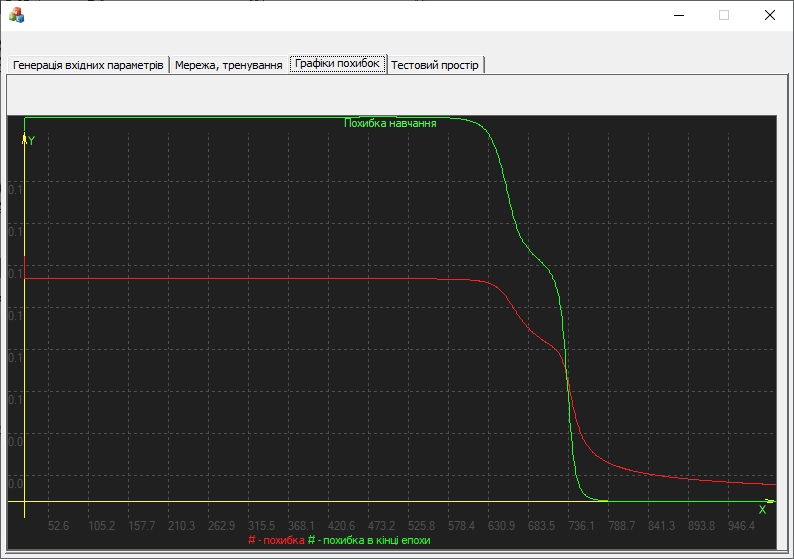 Генерація вхідних параметрів Мережа, тренування Графіки похибок Тестовий простір
Похибка навчання
Y
0.1
0.1
0.1
0.1
0.1
0.1
0.0
0.0
X
52.6 105.2 157.7 210.3 262.9 315.5 368.1 420.6 473.2 525.8 578.4 630.9 683.5 736.1 788.7 841.3 893.8 946.4
# - похибка # - похибка в кінці епохи